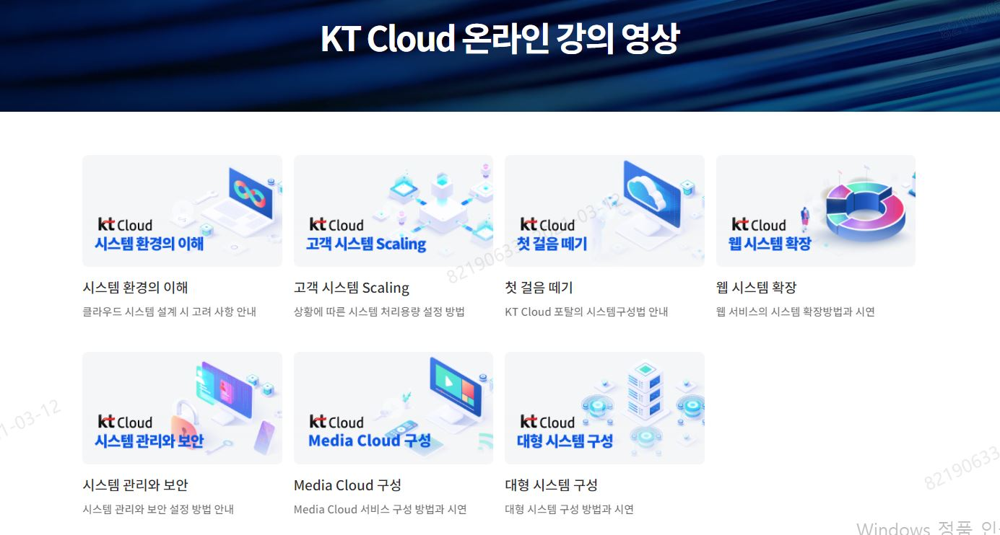 KT Cloud 온라인 강의 영상
kt Cloud
시스템 환경의 이해
kt Cloud
고객 시스템 Scaling
kt Cloud
첫 걸음 떼기
kt Cloud
웹 시스템 확장
시스템 환경의 이해
고객 시스템 Scaling
첫 걸음 떼기
웹 시스템 확장
클라우드 시스템 설계 시 고려 사항 안내
상황에 따른 시스템 처리용량 설정 방법
KT Cloud 포탈의 시스템구성법 안내
웹 서비스의 시스템 확장방법과 시연
82190633 2021-03-12
kt Cloud
시스템 관리와 보안
kt Cloud
Media Cloud 구성
kt Cloud
대형 시스템 구성
시스템 관리와 보안
Media Cloud 구성
대형 시스템 구성
시스템 관리와 보안 설정 방법 안내
Media Cloud 서비스 구성 방법과 시연
대형 시스템 구성 방법과 시연
1-03-12
82190633
Windows 정품